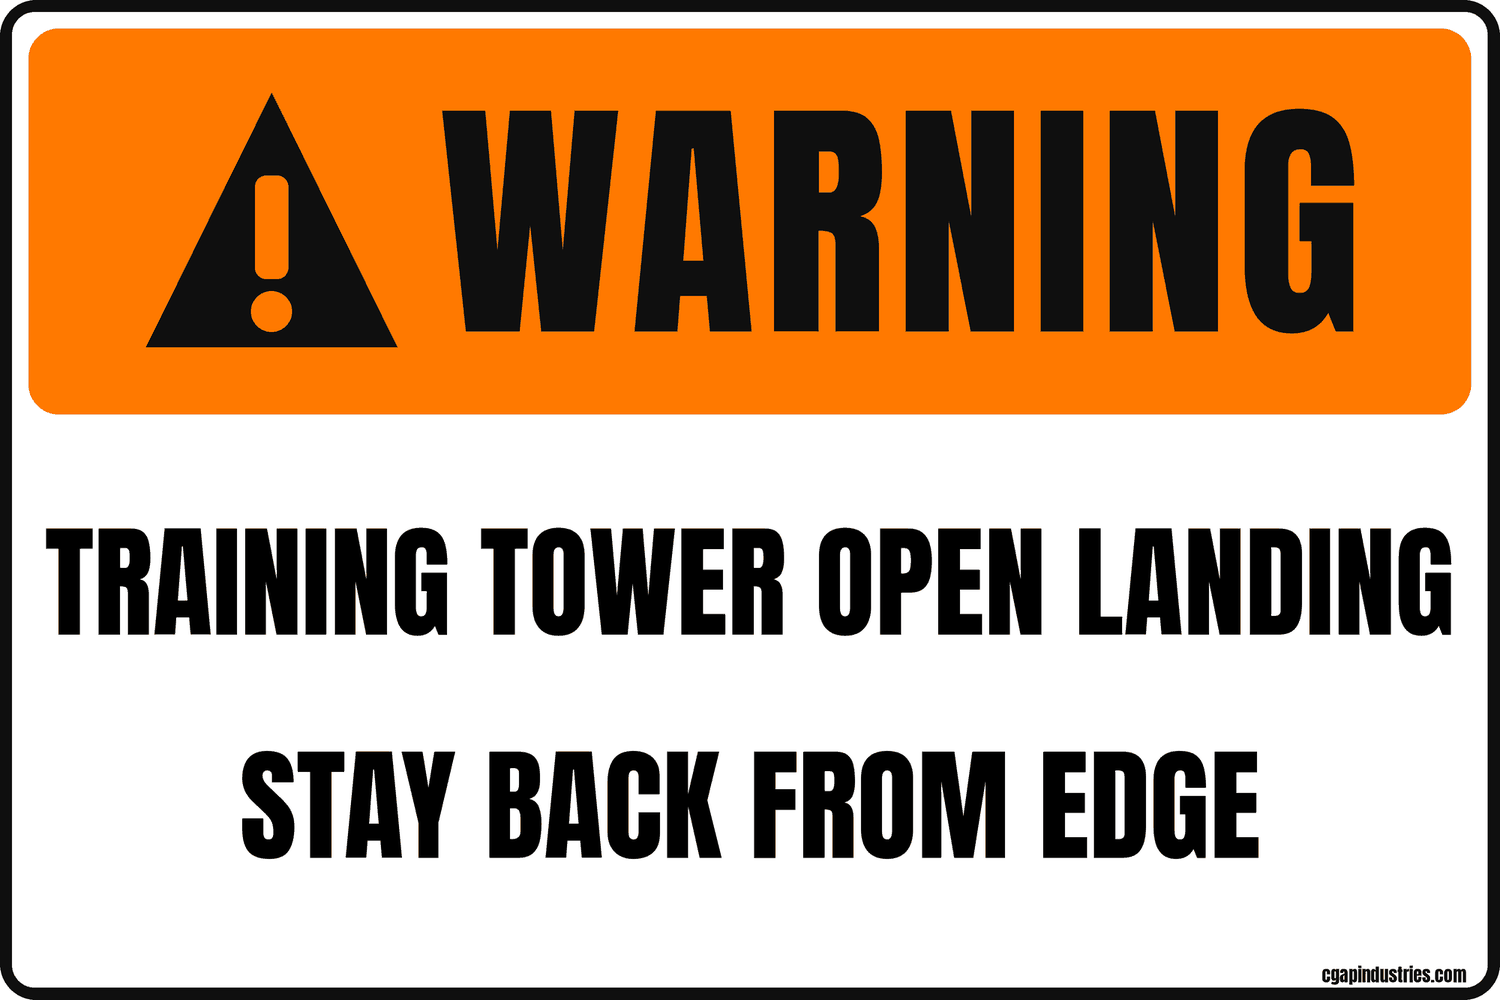 WARNING
TRAINING TOWER OPEN LANDING
STAY BACK FROM EDGE
cgapindustries.com